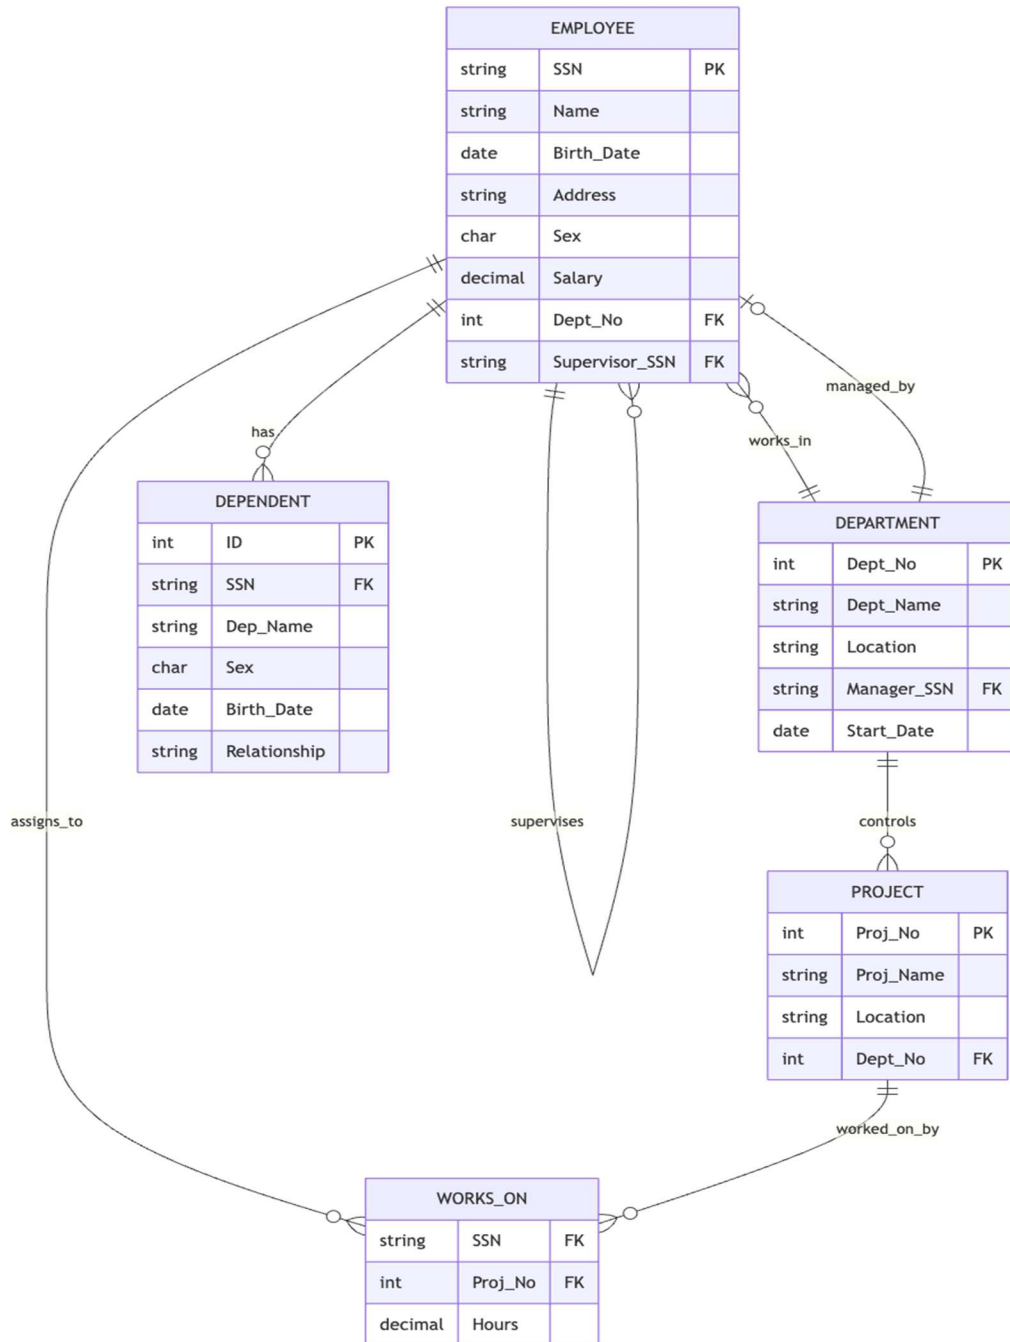 EMPLOYEE
string SSN PK
string Name
date Birth_Date
string Address
char Sex
decimal Salary
int Dept_No FK
string Supervisor_SSN FK
managed_by
works_in
has
DEPENDENT
int ID PK
string SSN FK
string Dep_Name
char Sex
date Birth_Date
string Relationship
DEPARTMENT
int Dept_No PK
string Dept_Name
string Location
string Manager_SSN FK
date Start_Date
assigns_to
supervises
controls
PROJECT
int Proj_No PK
string Proj_Name
string Location
int Dept_No FK
worked_on_by
WORKS_ON
string SSN FK
int Proj_No FK
decimal Hours